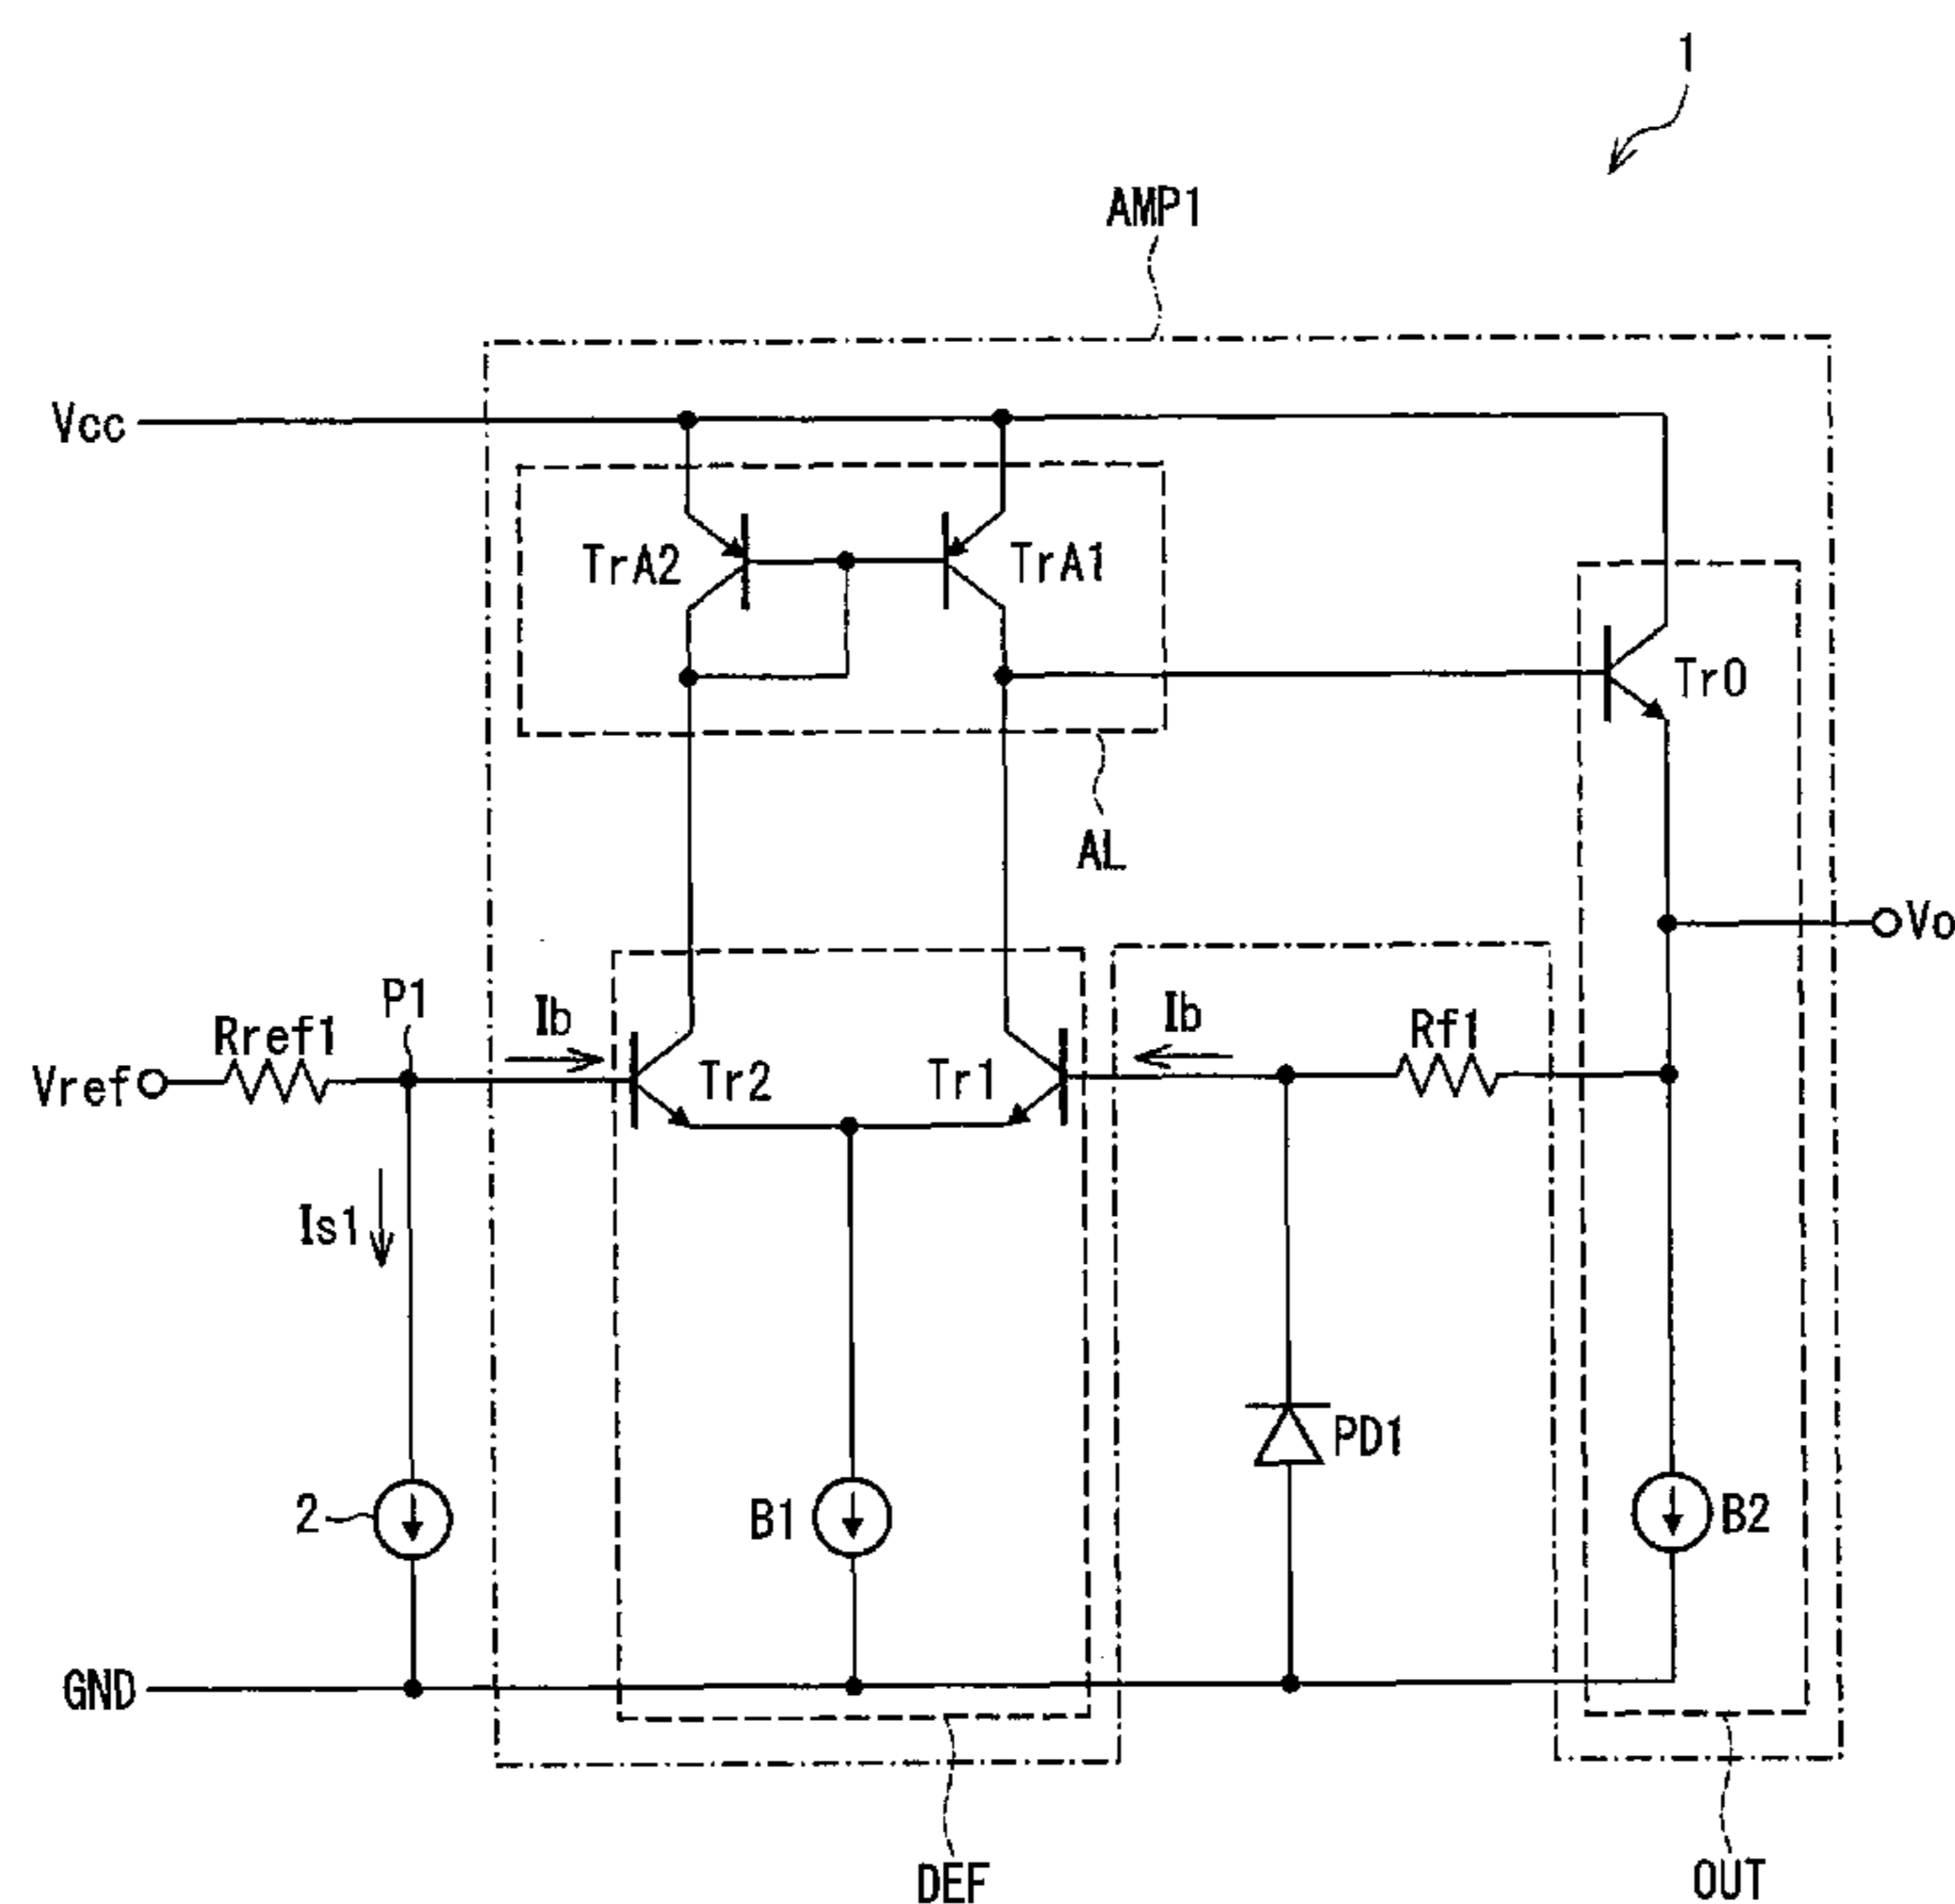 1
AMP1
Vcc
TrA2
TrA1
TrO
AL
Vo
P1
Ib
Ib
Rref1
Rf1
Vref
Tr2
Tr1
Is1
PD1
2
B1
B2
GND
DEF
OUT